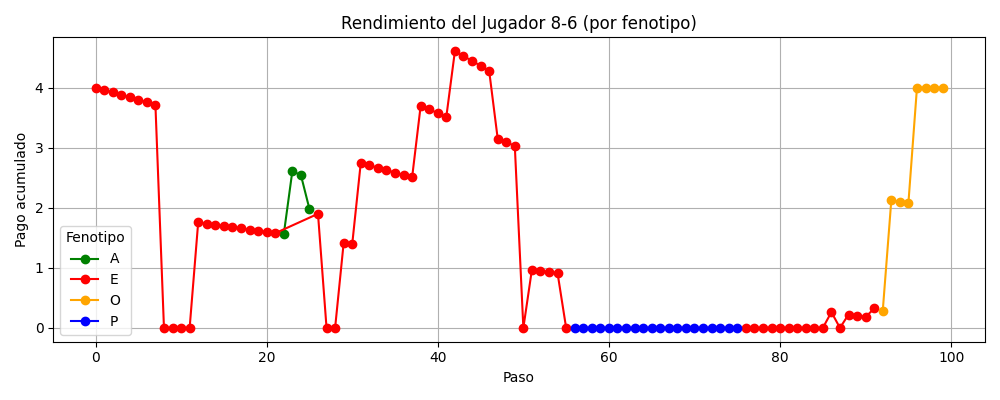 Rendimiento del Jugador 8-6 (por fenotipo)
Pago acumulado
4
3
2
1
0
Fenotipo
A
E
O
P
0 20 40 60 80 100
Paso